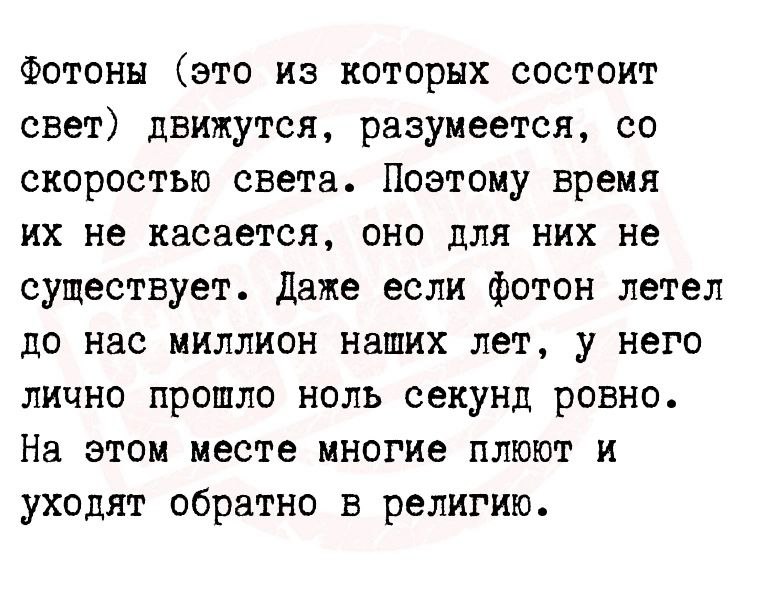 Фотоны (это из которых состоит
свет) движутся, разумеется, со
скоростью света. Поэтому время
их не касается, оно для них не
существует. Даже если фотон летел
до нас миллион наших лет, у него
лично прошло ноль секунд ровно.
На этом месте многие плюют и
уходят обратно в религию.